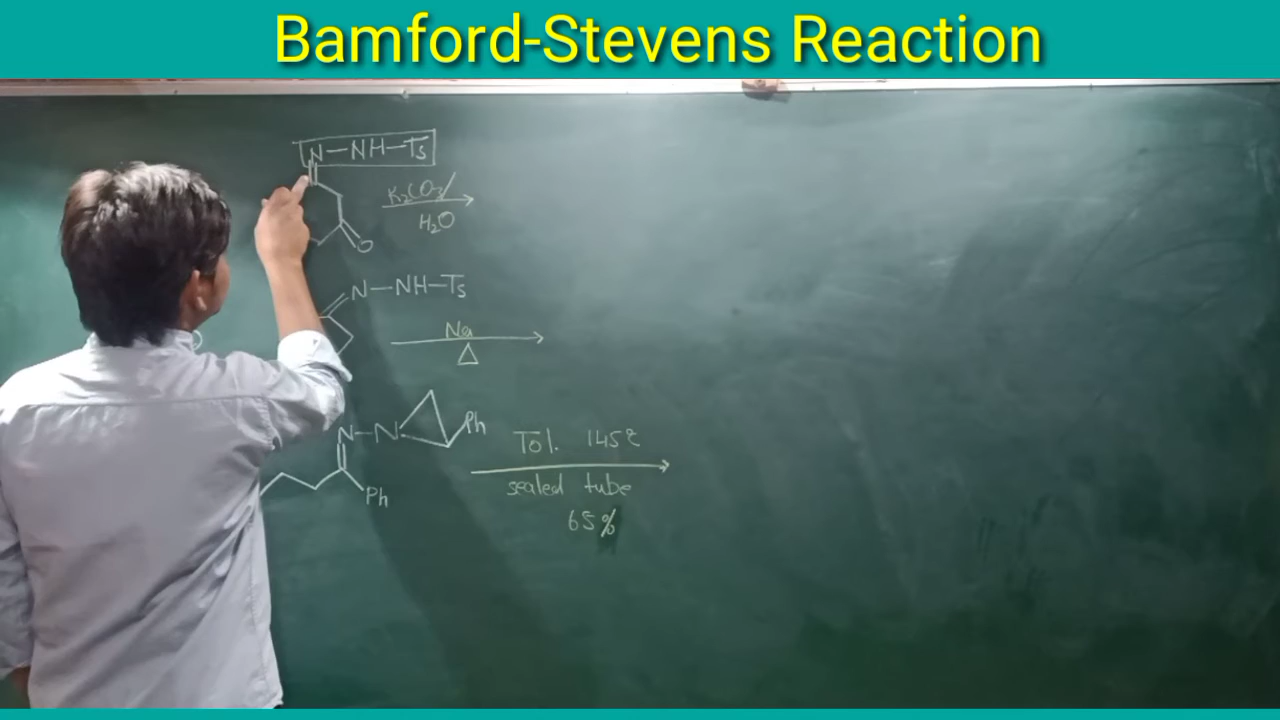 Bamford-Stevens Reaction
N-NH-Ts
K₂CO₃/
H₂O
O
N-NH-Ts
Na
Δ
N-N
Ph
Ph
Tol. 145°C
sealed tube
65%